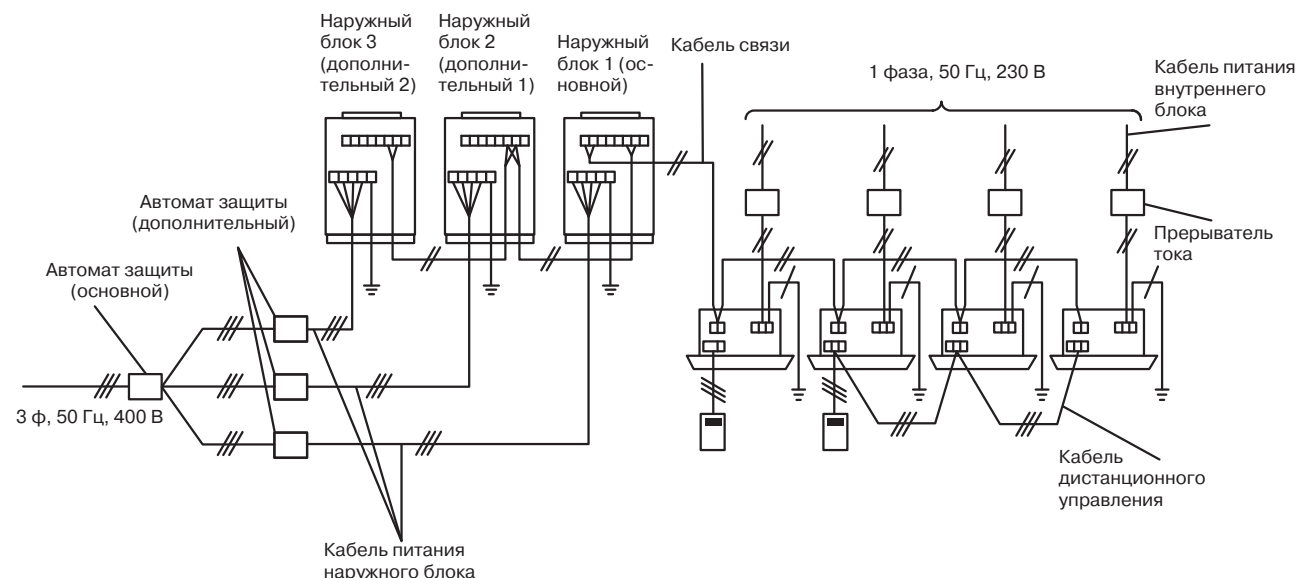 Наружный
блок 3
(дополни-
тельный 2)
Наружный
блок 2
(дополни-
тельный 1)
Наружный
блок 1 (ос-
новной)
Кабель связи
1 фаза, 50 Гц, 230 В
Кабель питания
внутреннего
блока
Автомат защиты
(дополнительный)
Прерыватель
тока
Автомат защиты
(основной)
3 ф, 50 Гц, 400 В
Кабель
дистанционного
управления
Кабель питания
наружного блока